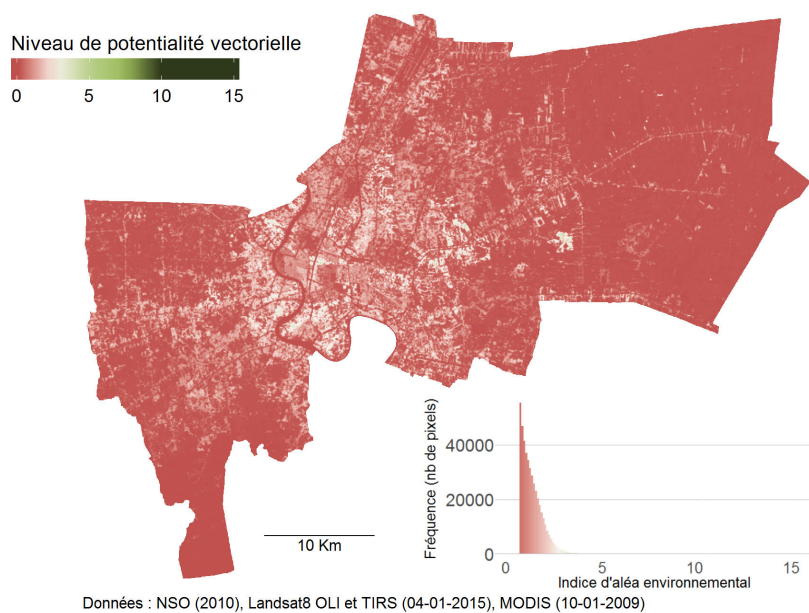 Niveau de potentialité vectorielle
0 5 10 15
Fréquence (nb de pixels)
40000
20000
0
0 5 10 15
Indice d'aléa environnemental
10 Km
Données : NSO (2010), Landsat8 OLI et TIRS (04-01-2015), MODIS (10-01-2009)